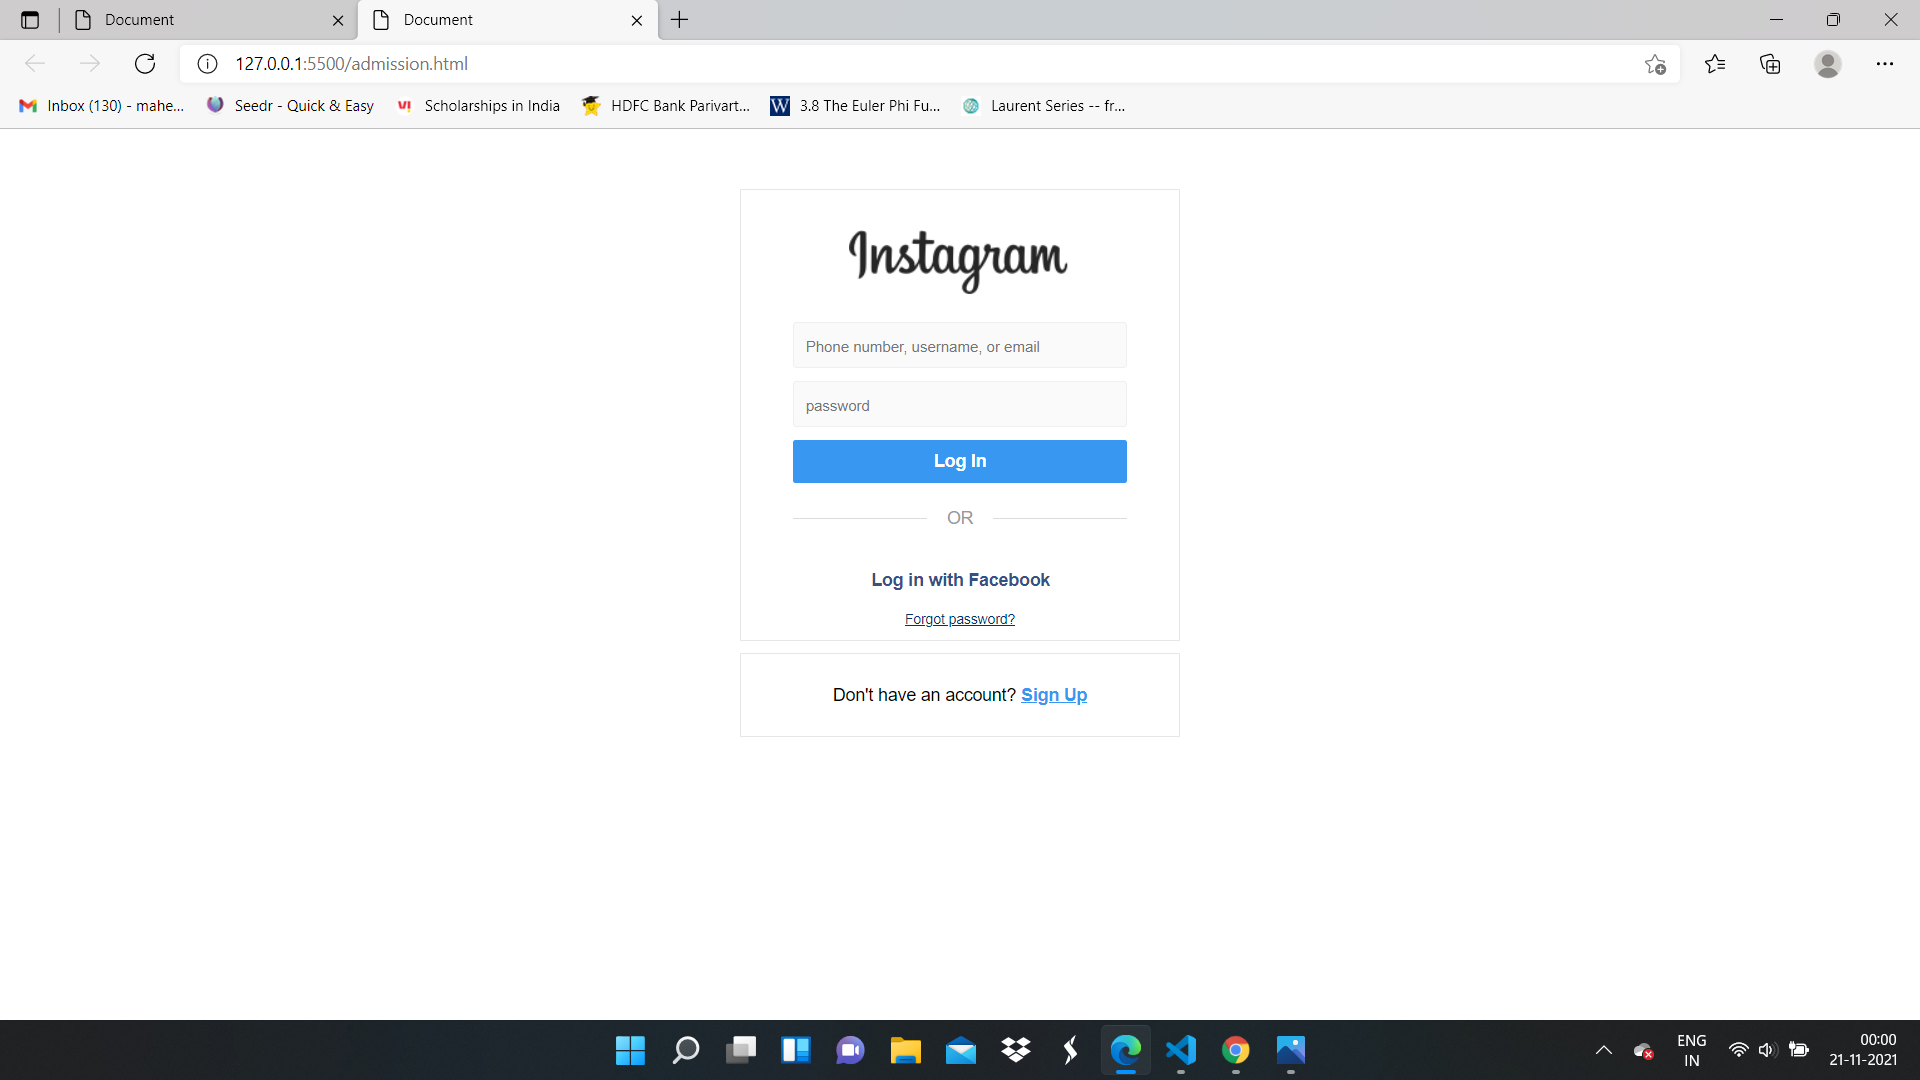 Document
Document
127.0.0.1:5500/admission.html
Inbox (130) - mahe...
Seedr - Quick & Easy
Scholarships in India
HDFC Bank Parivart...
3.8 The Euler Phi Fu...
Laurent Series -- fr...
Instagram
Phone number, username, or email
password
Log In
OR
Log in with Facebook
Forgot password?
Don't have an account? Sign Up
ENG
IN
00:00
21-11-2021